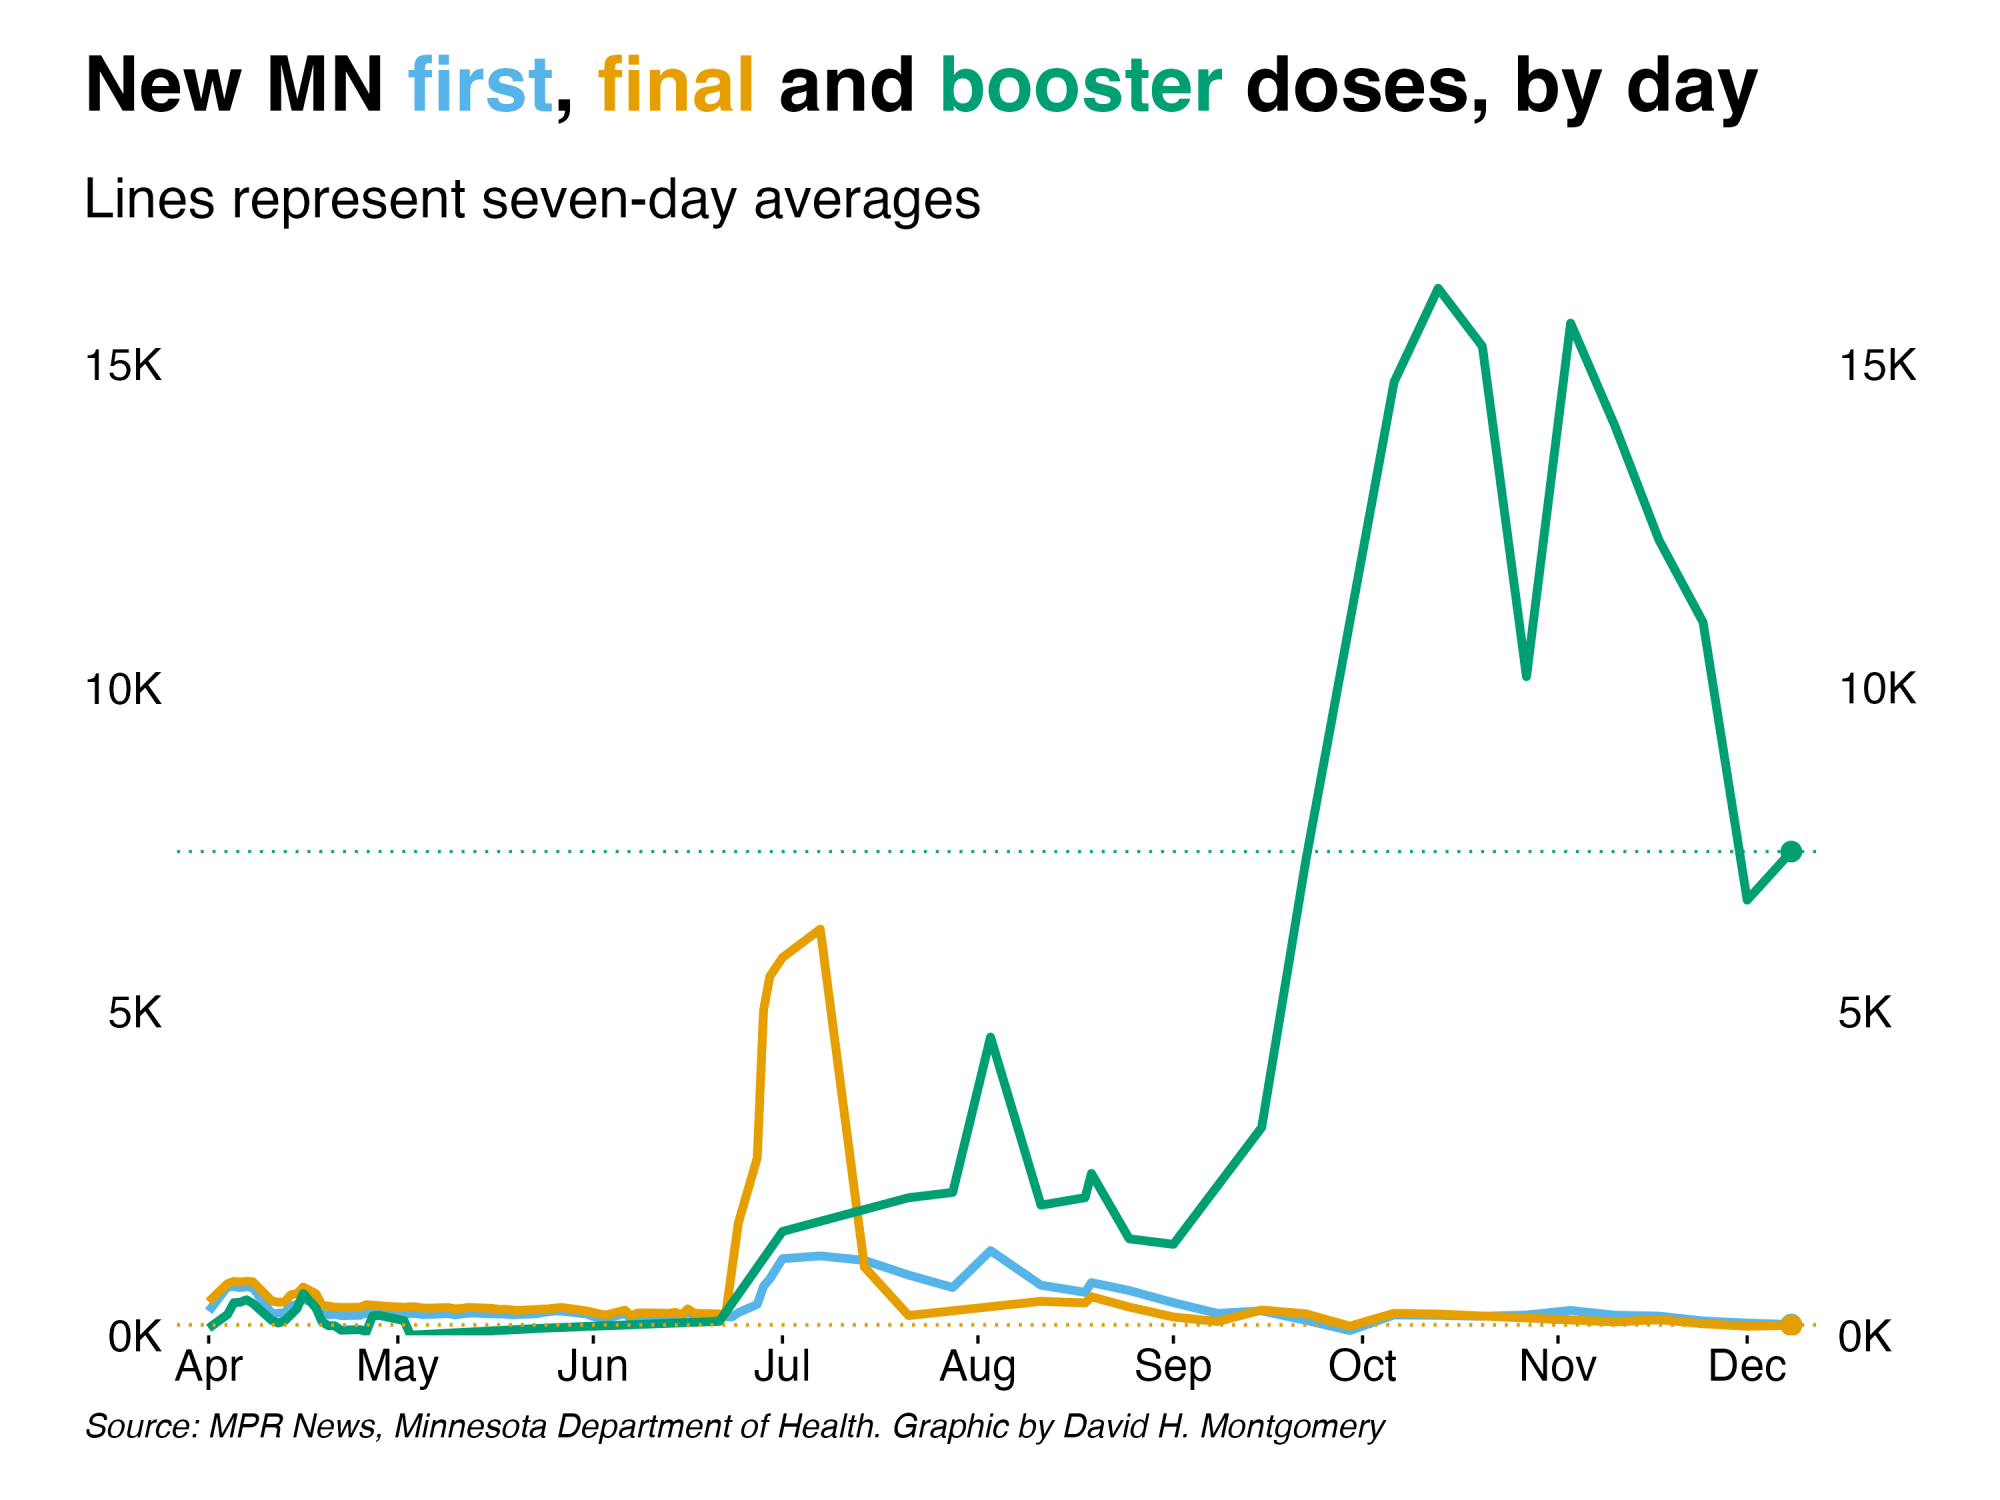 New MN first, final and booster doses, by day
Lines represent seven-day averages
15K 15K
10K 10K
5K 5K
0K 0K
Apr May Jun Jul Aug Sep Oct Nov Dec
Source: MPR News, Minnesota Department of Health. Graphic by David H. Montgomery